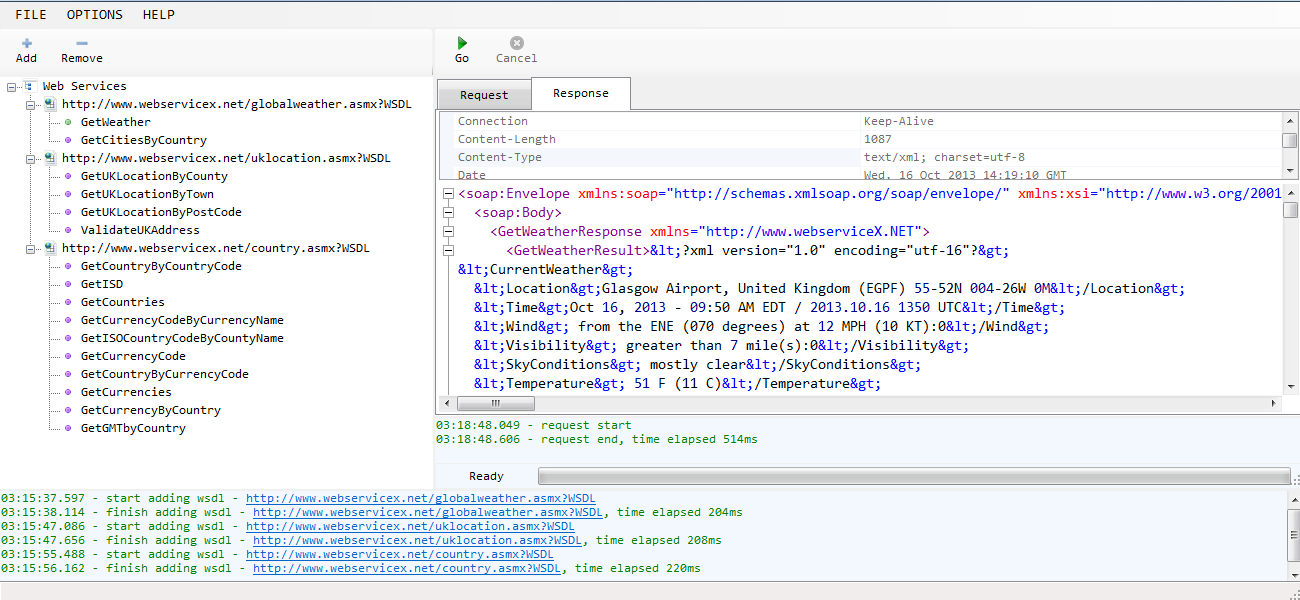 FILE OPTIONS HELP
Add Remove
Web Services
http://www.webservicex.net/globalweather.asmx?WSDL
GetWeather
GetCitiesByCountry
http://www.webservicex.net/uklocation.asmx?WSDL
GetUKLocationByCounty
GetUKLocationByTown
GetUKLocationByPostCode
ValidateUKAddress
http://www.webservicex.net/country.asmx?WSDL
GetCountryByCountryCode
GetISD
GetCountries
GetCurrencyCodeByCurrencyName
GetISOCountryCodeByCountyName
GetCurrencyCode
GetCountryByCurrencyCode
GetCurrencies
GetCurrencyByCountry
GetGMTbyCountry
Go Cancel
Request Response
Connection Keep-Alive
Content-Length 1087
Content-Type text/xml; charset=utf-8
Date Wed, 16 Oct 2013 14:19:10 GMT
<soap:Envelope xmlns:soap="http://schemas.xmlsoap.org/soap/envelope/" xmlns:xsi="http://www.w3.org/2001
<soap:Body>
<GetWeatherResponse xmlns="http://www.webserviceX.NET">
<GetWeatherResult>&lt;?xml version="1.0" encoding="utf-16"?&gt;
&lt;CurrentWeather&gt;
&lt;Location&gt;Glasgow Airport, United Kingdom (EGPF) 55-52N 004-26W 0M&lt;/Location&gt;
&lt;Time&gt;Oct 16, 2013 - 09:50 AM EDT / 2013.10.16 1350 UTC&lt;/Time&gt;
&lt;Wind&gt; from the ENE (070 degrees) at 12 MPH (10 KT):0&lt;/Wind&gt;
&lt;Visibility&gt; greater than 7 mile(s):0&lt;/Visibility&gt;
&lt;SkyConditions&gt; mostly clear&lt;/SkyConditions&gt;
&lt;Temperature&gt; 51 F (11 C)&lt;/Temperature&gt;
03:18:48.049 - request start
03:18:48.606 - request end, time elapsed 514ms
Ready
03:15:37.597 - start adding wsdl - http://www.webservicex.net/globalweather.asmx?WSDL
03:15:38.114 - finish adding wsdl - http://www.webservicex.net/globalweather.asmx?WSDL, time elapsed 204ms
03:15:47.086 - start adding wsdl - http://www.webservicex.net/uklocation.asmx?WSDL
03:15:47.656 - finish adding wsdl - http://www.webservicex.net/uklocation.asmx?WSDL, time elapsed 208ms
03:15:55.488 - start adding wsdl - http://www.webservicex.net/country.asmx?WSDL
03:15:56.162 - finish adding wsdl - http://www.webservicex.net/country.asmx?WSDL, time elapsed 220ms